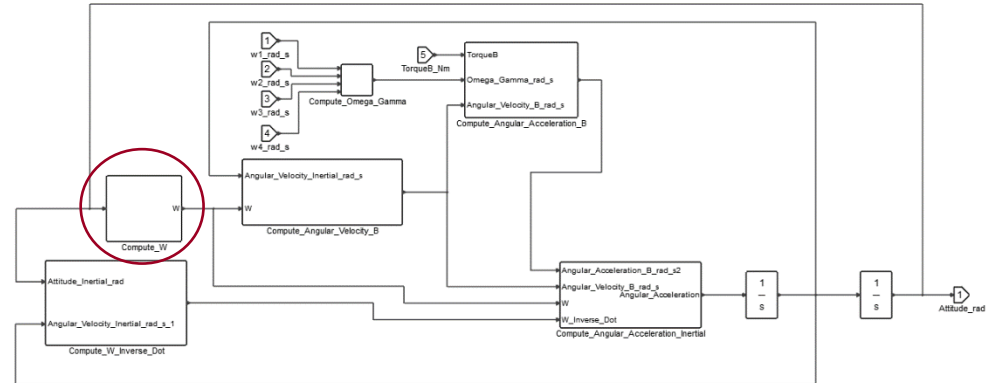 1
w1_rad_s
2
w2_rad_s
3
w3_rad_s
4
w4_rad_s
Compute_Omega_Gamma
5
TorqueB_Nm
TorqueB
Omega_Gamma_rad_s
Angular_Velocity_B_rad_s
Compute_Angular_Acceleration_B
Angular_Velocity_Inertial_rad_s
W
Compute_Angular_Velocity_B
W
Compute_W
Attitude_Inertial_rad
Angular_Velocity_Inertial_rad_s_1
Compute_W_Inverse_Dot
Angular_Acceleration_B_rad_s2
Angular_Velocity_B_rad_s
Angular_Acceleration
W
W_Inverse_Dot
Compute_Angular_Acceleration_Inertial
1
s
1
s
1
Attitude_rad